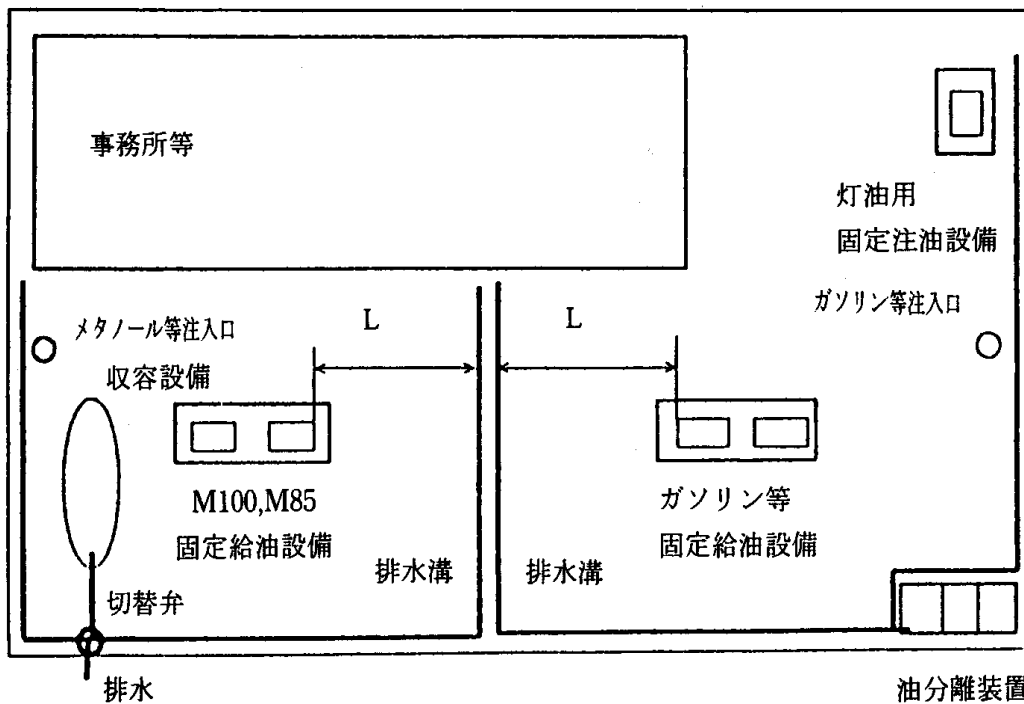 事務所等
灯油用
固定注油設備
ガソリン等注入口
メタノール等注入口
L
L
収容設備
M100,M85
固定給油設備
ガソリン等
固定給油設備
排水溝
排水溝
切替弁
排水
油分離装置